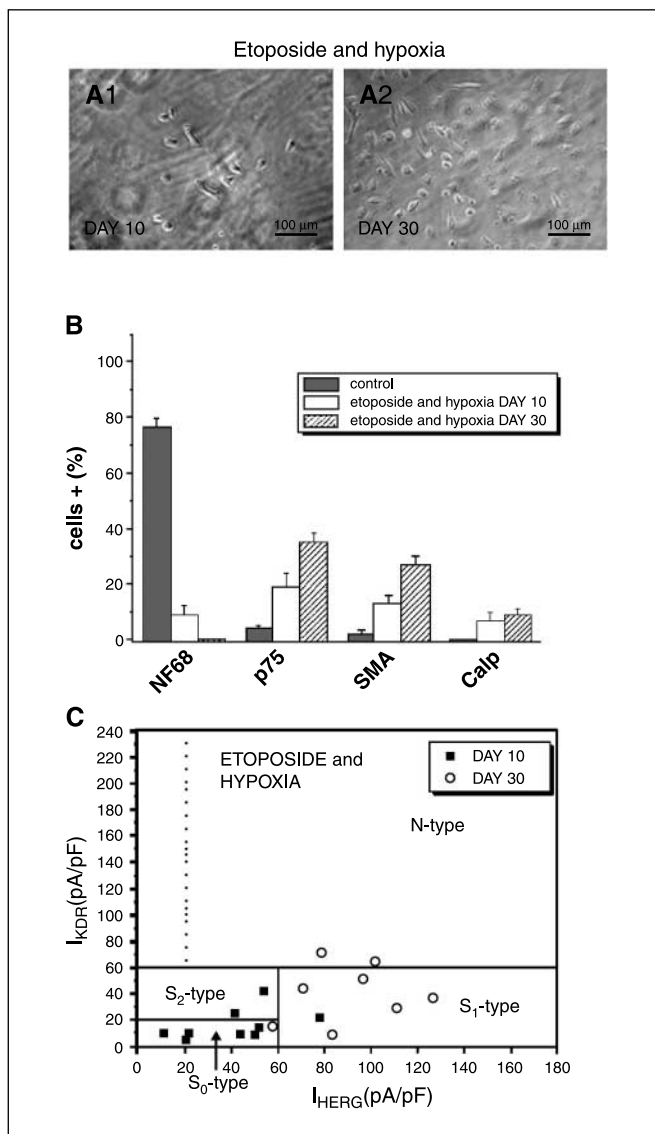 Etoposide and hypoxia
A1
DAY 10
100 µm
A2
DAY 30
100 µm
B
cells + (%)
100
80
60
40
20
0
control
etoposide and hypoxia DAY 10
etoposide and hypoxia DAY 30
NF68
p75
SMA
Calp
C
I_KDR(pA/pF)
240
220
200
180
160
140
120
100
80
60
40
20
0
ETOPOSIDE and
HYPOXIA
DAY 10
DAY 30
N-type
S₂-type
S₁-type
0 20 40 60 80 100 120 140 160 180
S₀-type
I_HERG(pA/pF)